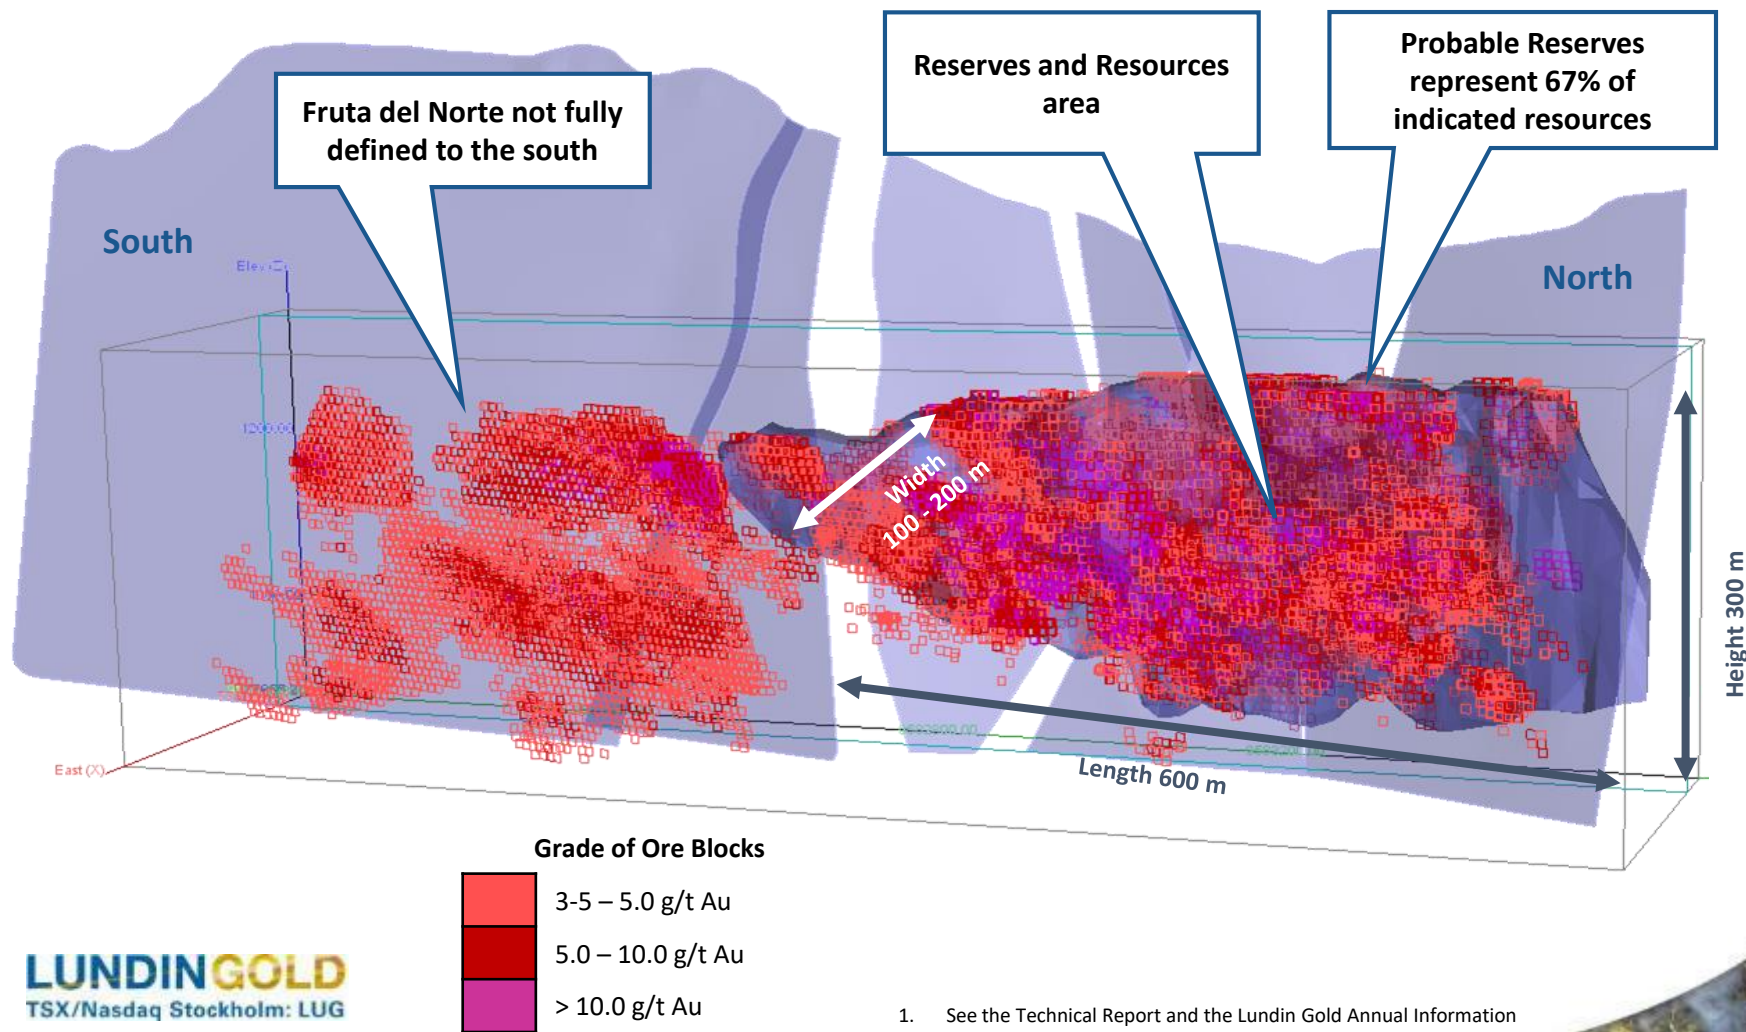 Fruta del Norte not fully
defined to the south
Reserves and Resources
area
Probable Reserves
represent 67% of
indicated resources
South
North
1200.00
Width
100 - 200 m
Height 300 m
East (X)
Length 600 m
Grade of Ore Blocks
3-5 – 5.0 g/t Au
5.0 – 10.0 g/t Au
> 10.0 g/t Au
LUNDINGOLD
TSX/Nasdaq Stockholm: LUG
1. See the Technical Report and the Lundin Gold Annual Information